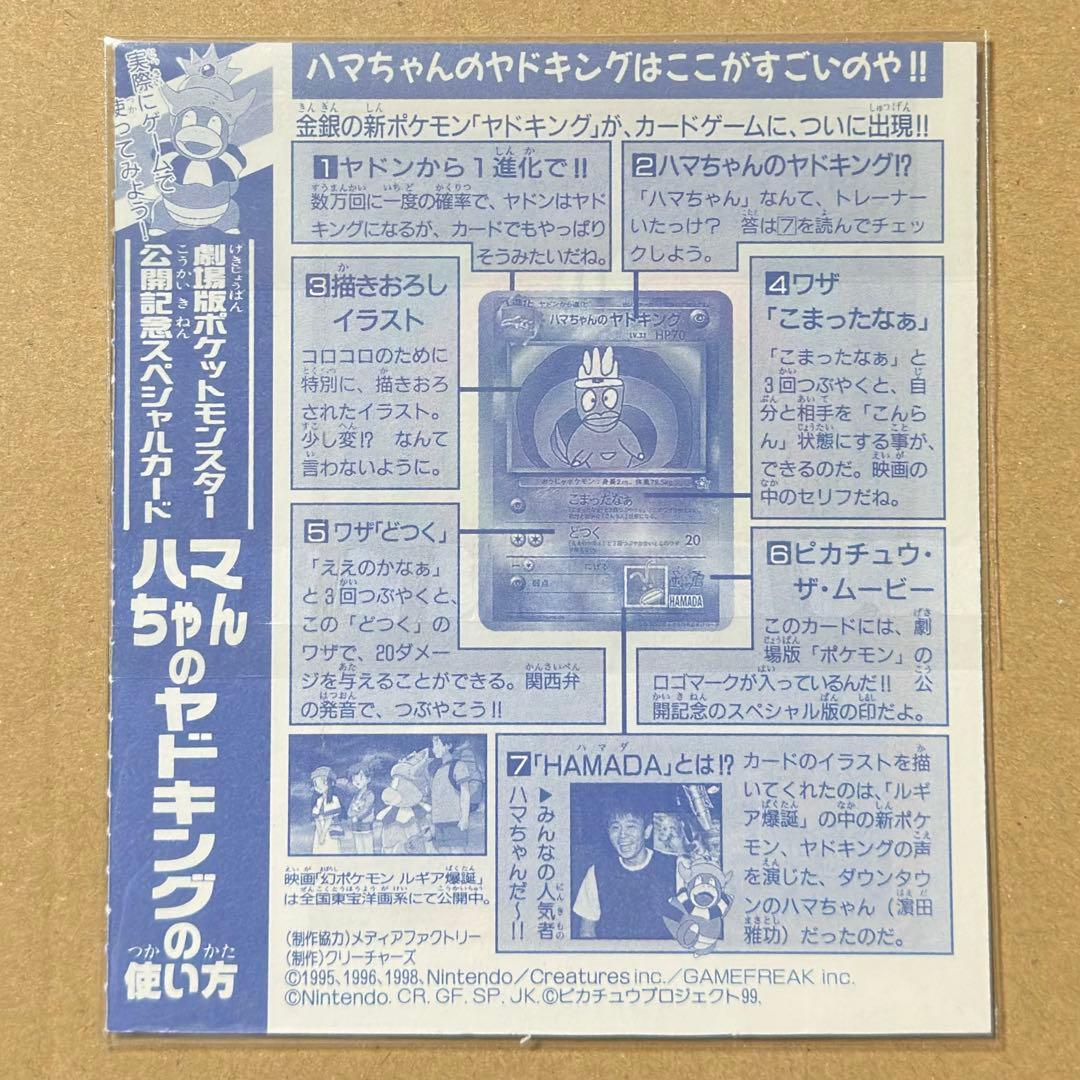 実際にゲームで
使ってみよう!
劇場版ポケットモンスター
公開記念スペシャルカード
ハマちゃんのヤドキングの使い方
ハマちゃんのヤドキングはここがすごいのや!!
金銀の新ポケモン「ヤドキング」が、カードゲームに、ついに出現!!
1ヤドンから1進化で!!
数万回に一度の確率で、ヤドンはヤド
キングになるが、カードでもやっぱり
そうみたいだね。
2ハマちゃんのヤドキング!?
「ハマちゃん」なんて、トレーナー
いたっけ? 答は7を読んでチェッ
クしよう。
3描きおろし
イラスト
コロコロのために
特別に、描きおろ
されたイラスト。
少し変!? なんて
言わないように。
ヤドンから進化
ハマちゃんのヤドキング
LV.33 HP70
こまったなぁ
どつく
20
にげる
弱点
HAMADA
4ワザ
「こまったなぁ」
「こまったなぁ」と
3回つぶやくと、自
分と相手を「こんら
ん」状態にする事が、
できるのだ。映画の
中のセリフだね。
5ワザ「どつく」
「ええのかなぁ」
と3回つぶやくと、
この「どつく」の
ワザで、20ダメー
ジを与えることができる。関西弁
の発音で、つぶやこう!!
6ピカチュウ・
ザ・ムービー
このカードには、劇
場版「ポケモン」の
ロゴマークが入っているんだ!! 公
開記念のスペシャル版の印だよ。
映画「幻ポケモン ルギア爆誕」
は全国東宝洋画系にて公開中。
7「HAMADA」とは!?
▶みんなの人気者
ハマちゃんだ〜!!
カードのイラストを描
いてくれたのは、「ルギ
ア爆誕」の中の新ポケ
モン、ヤドキングの声
を演じた、ダウンタウ
ンのハマちゃん(濱田
雅功)だったのだ。
(制作協力)メディアファクトリー
(制作)クリーチャーズ
©1995,1996,1998,Nintendo/Creatures inc./GAMEFREAK inc.
©Nintendo. CR. GF. SP. JK.©ピカチュウプロジェクト99.